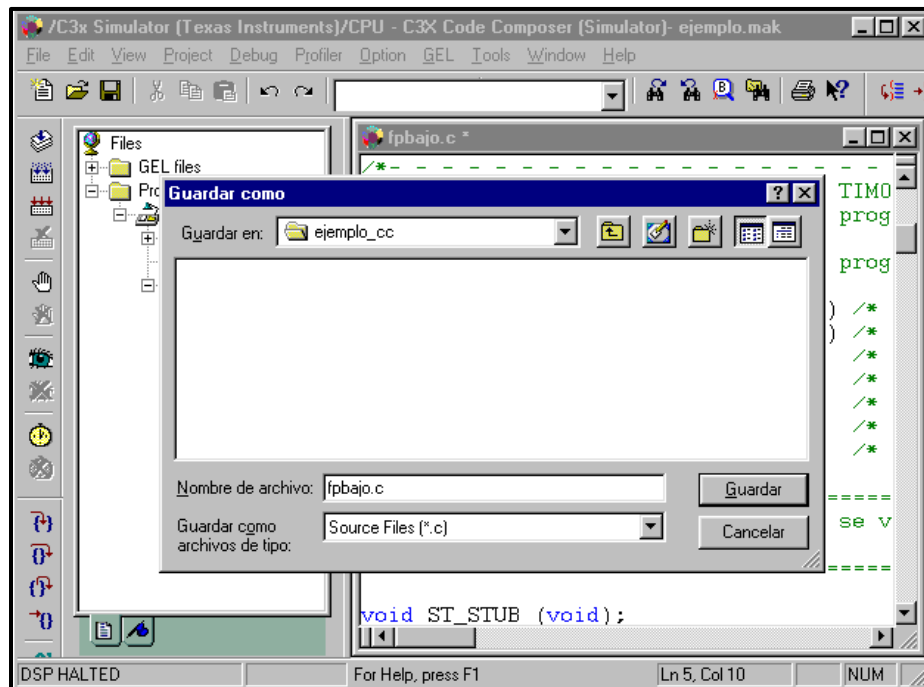 /C3x Simulator (Texas Instruments)/CPU - C3X Code Composer (Simulator)- ejemplo.mak
File Edit View Project Debug Profiler Option GEL Tools Window Help
Files
GEL files
Pro
fpbajo.c *
/*- - - - - - - - - - - - - - - - - -
TIMO
prog
prog
) /*
) /*
/*
/*
/*
/*
/*
=====
se v
=====
void ST_STUB (void);
Guardar como
Guardar en: ejemplo_cc
Nombre de archivo: fpbajo.c
Guardar
Guardar como archivos de tipo: Source Files (*.c)
Cancelar
DSP HALTED
For Help, press F1
Ln 5, Col 10
NUM